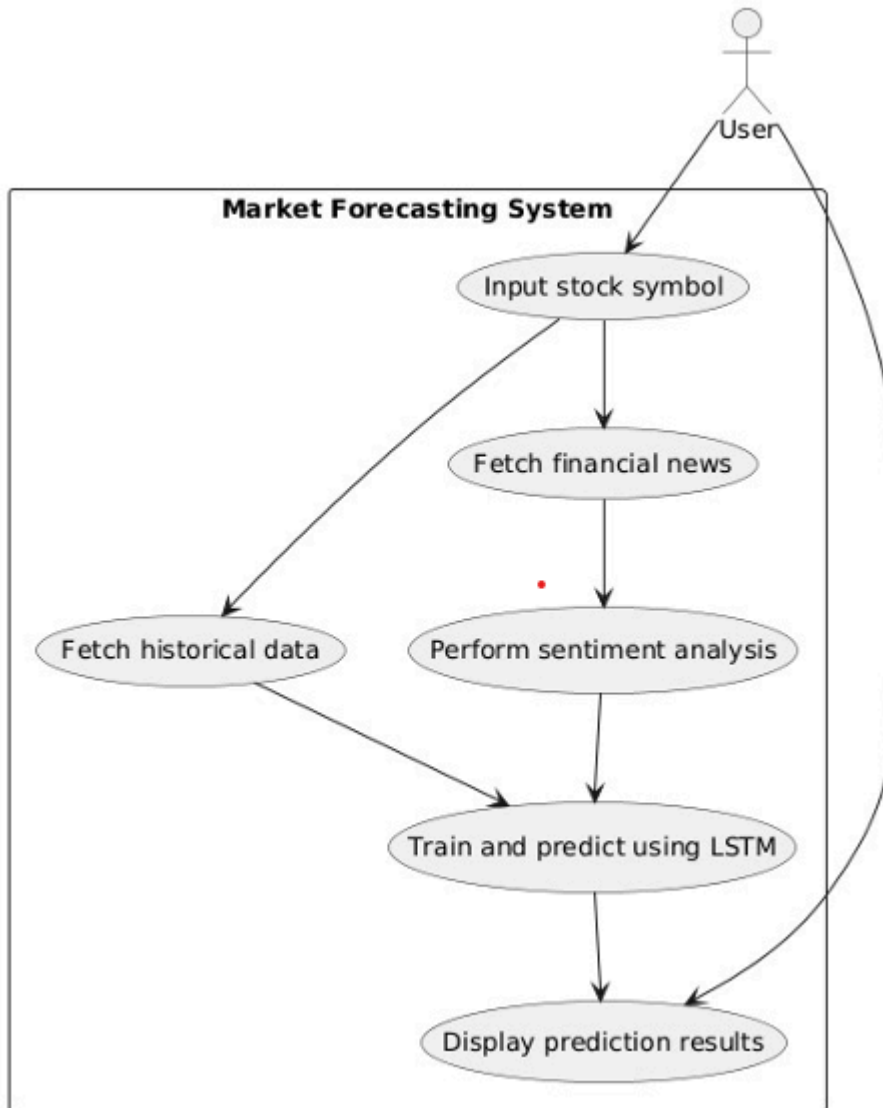 User
Market Forecasting System
Input stock symbol
Fetch financial news
Fetch historical data
Perform sentiment analysis
Train and predict using LSTM
Display prediction results